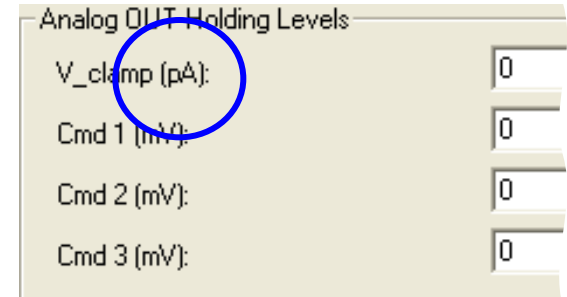 Analog OUT Holding Levels
V_clamp (pA): 0
Cmd 1 (mV): 0
Cmd 2 (mV): 0
Cmd 3 (mV): 0